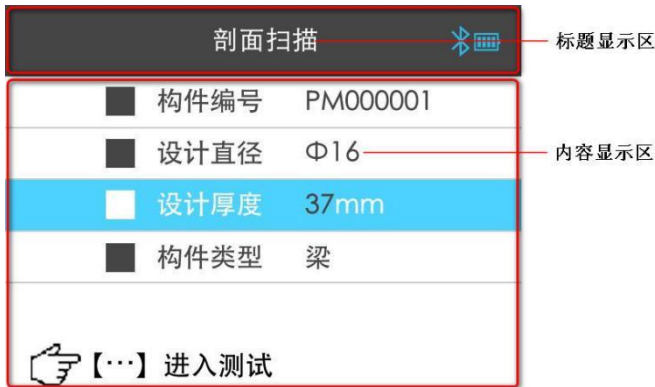 剖面扫描
标题显示区
构件编号 PM000001
设计直径 Φ16
内容显示区
设计厚度 37mm
构件类型 梁
【…】进入测试